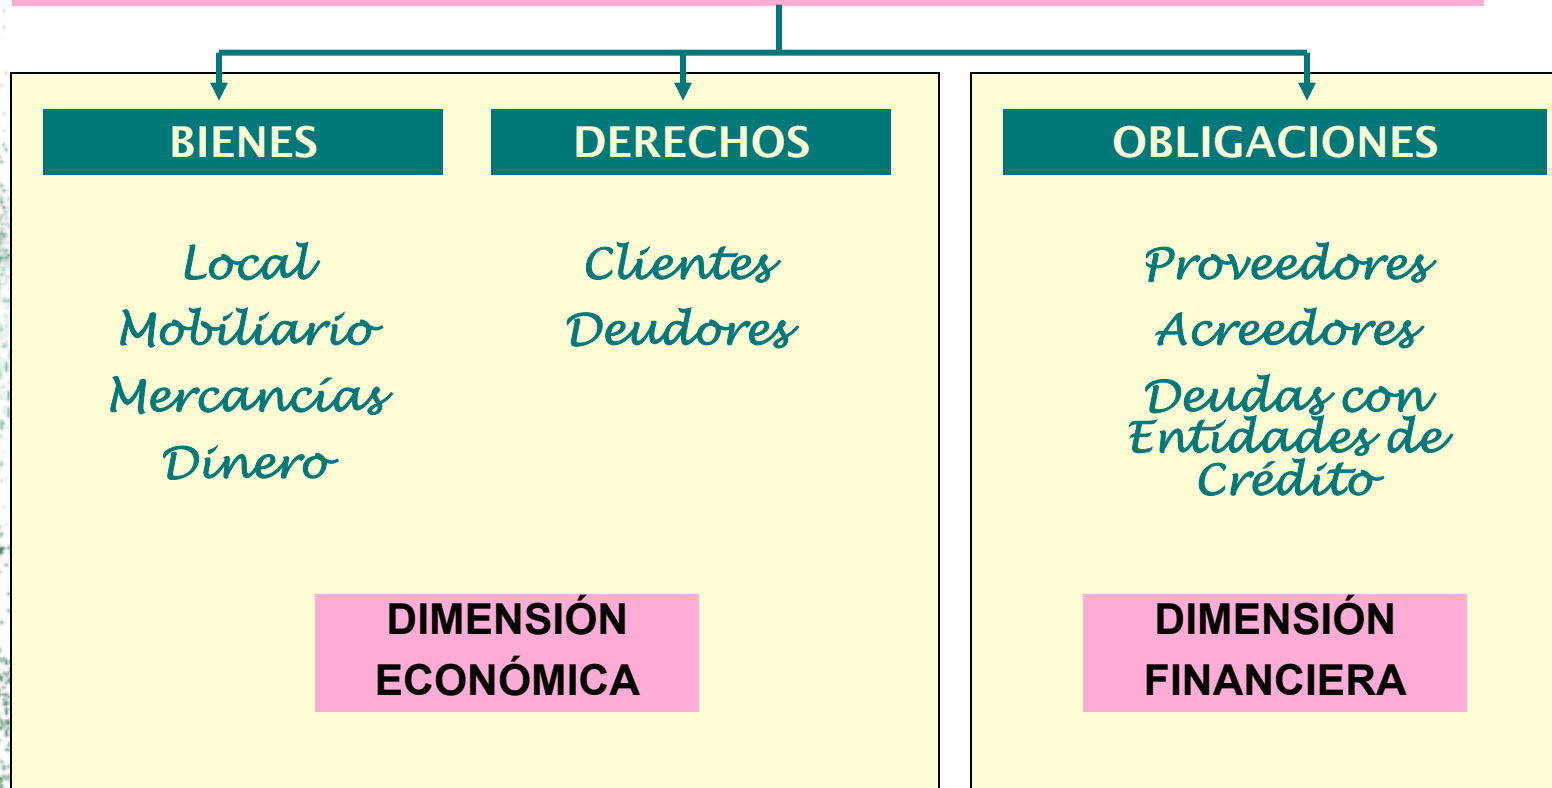 BIENES
Local
Mobiliario
Mercancías
Dinero
DERECHOS
Clientes
Deudores
DIMENSIÓN
ECONÓMICA
OBLIGACIONES
Proveedores
Acreedores
Deudas con
Entidades de
Crédito
DIMENSIÓN
FINANCIERA